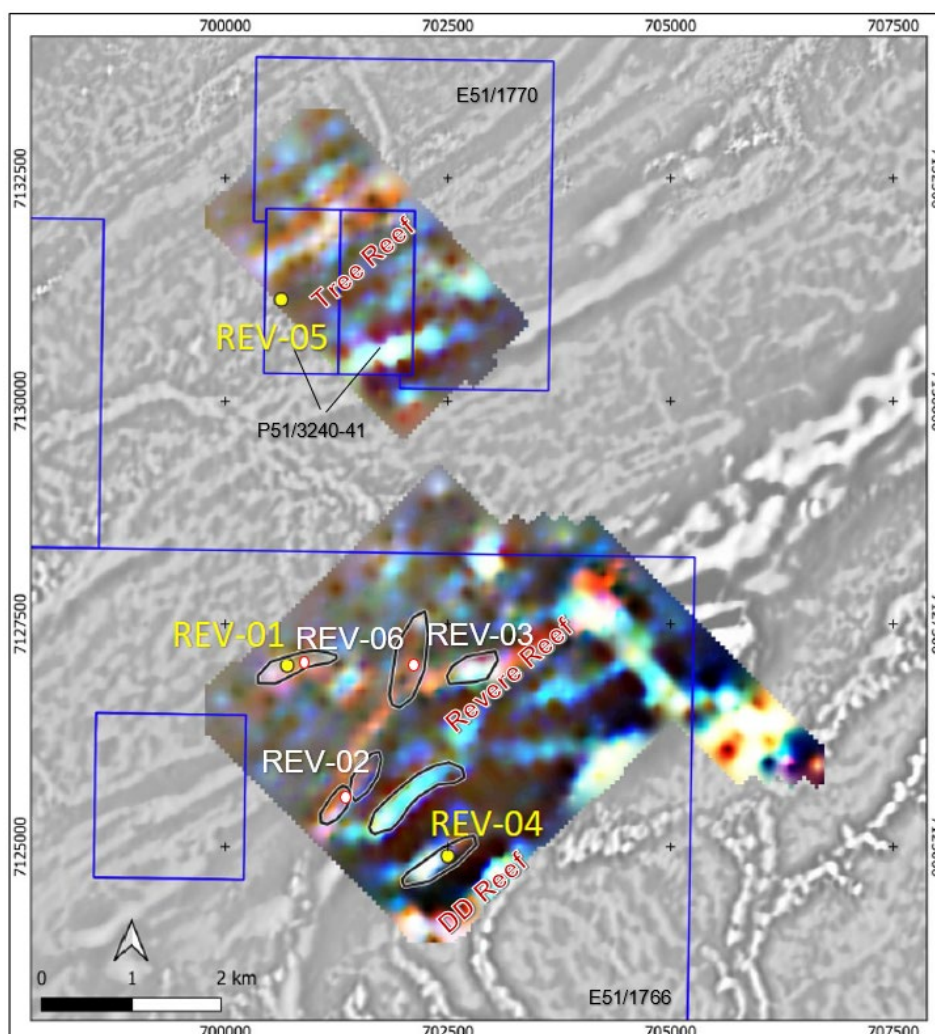 700000 702500 705000 707500
E51/1770
7132500
Tree Reef
REV-05
7130000
P51/3240-41
7127500
REV-01
REV-06
REV-03
Revere Reef
REV-02
REV-04
7125000
DD Reef
0 1 2 km
E51/1766
700000 702500 705000 707500